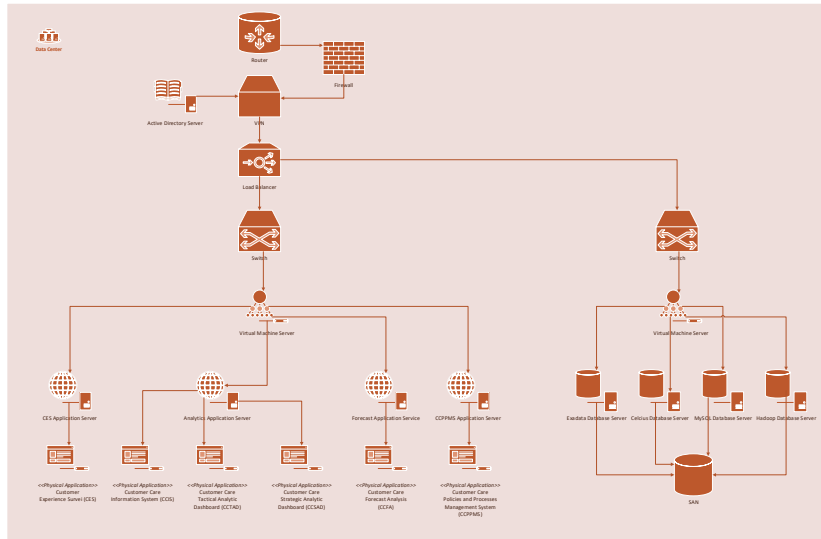 Data Center
Router
Firewall
Active Directory Server
VPN
Load Balancer
Switch
Switch
Virtual Machine Server
Virtual Machine Server
CES Application Server
Analytics Application Server
Forecast Application Service
CCPPMS Application Server
Exadata Database Server
Celcius Database Server
MySQL Database Server
Hadoop Database Server
<<Physical Application>>
Customer
Experience Survei (CES)
<<Physical Application>>
Customer Care
Information System (CCIS)
<<Physical Application>>
Customer Care
Tactical Analytic
Dashboard (CCTAD)
<<Physical Application>>
Customer Care
Strategic Analytic
Dashboard (CCSAD)
<<Physical Application>>
Customer Care
Forecast Analysis
(CCFA)
<<Physical Application>>
Customer Care
Policies and Processes
Management System
(CCPPMS)
SAN